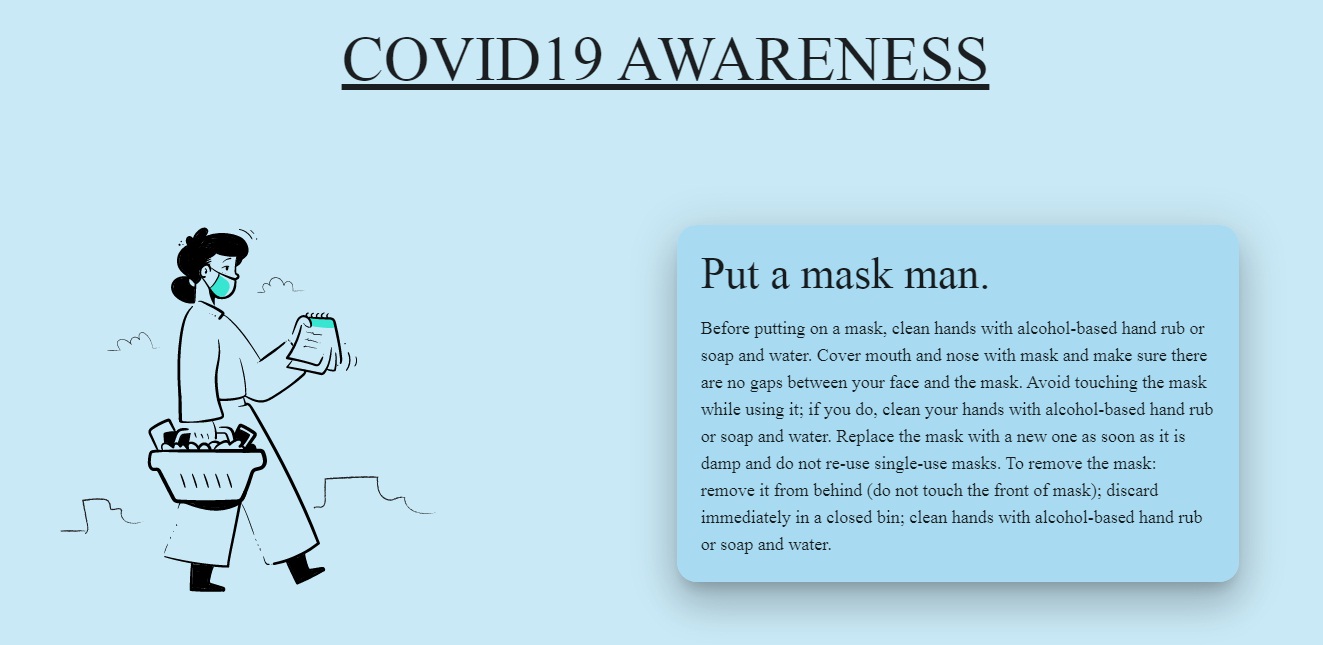 COVID19 AWARENESS
Put a mask man.
Before putting on a mask, clean hands with alcohol-based hand rub or
soap and water. Cover mouth and nose with mask and make sure there
are no gaps between your face and the mask. Avoid touching the mask
while using it; if you do, clean your hands with alcohol-based hand rub
or soap and water. Replace the mask with a new one as soon as it is
damp and do not re-use single-use masks. To remove the mask:
remove it from behind (do not touch the front of mask); discard
immediately in a closed bin; clean hands with alcohol-based hand rub
or soap and water.